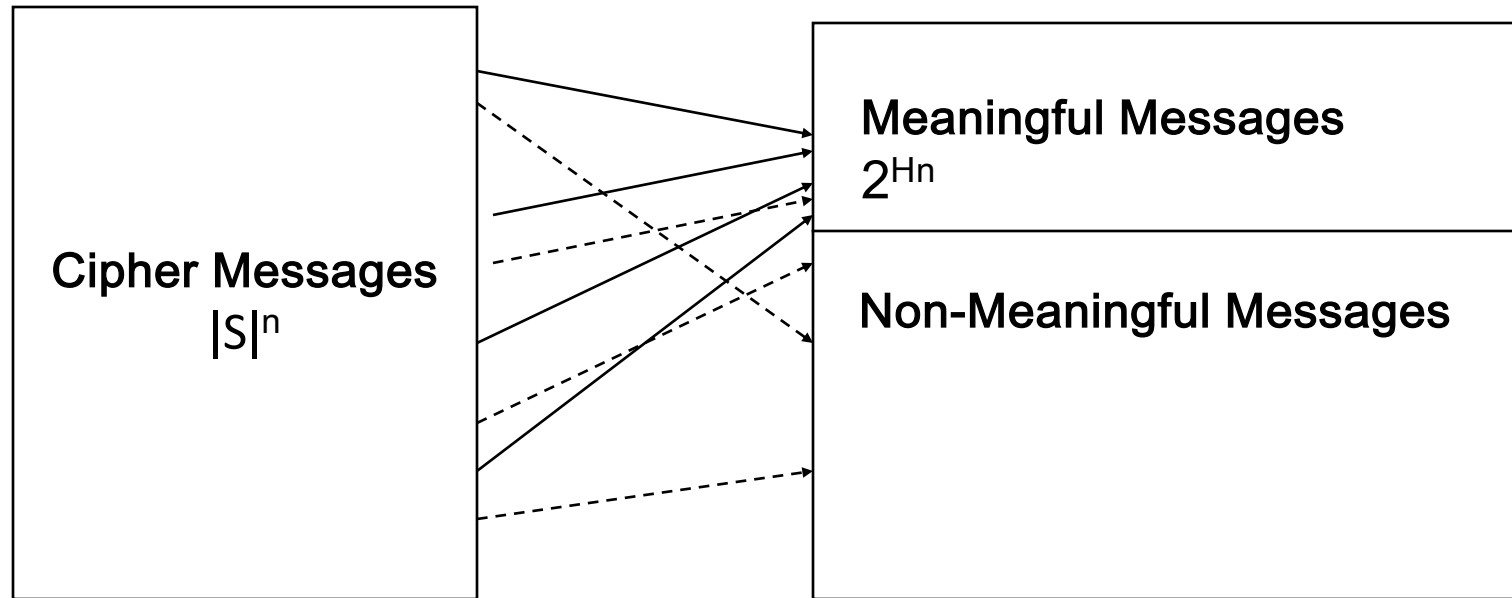 Cipher Messages
|S|ⁿ
Meaningful Messages
2ᴴⁿ
Non-Meaningful Messages